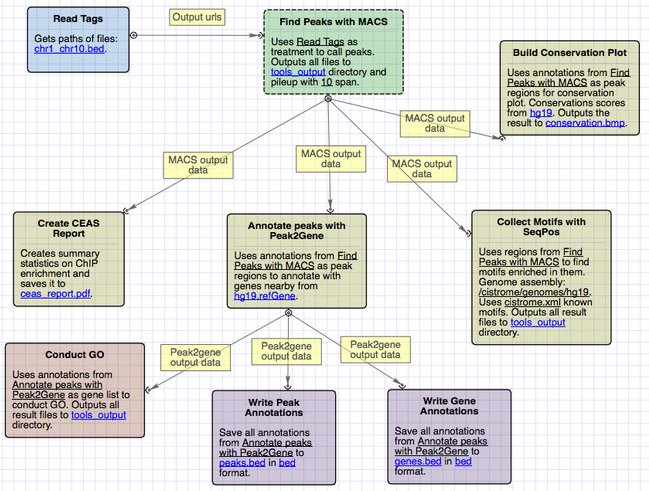 Read Tags
Gets paths of files:
chr1_chr10.bed.
Output urls
Find Peaks with MACS
Uses Read Tags as
treatment to call peaks.
Outputs all files to
tools_output directory and
pileup with 10 span.
Build Conservation Plot
Uses annotations from Find
Peaks with MACS as peak
regions for conservation
plot. Conservations scores
from hg19. Outputs the
result to conservation.bmp.
MACS output
data
MACS output
data
MACS output
data
MACS output
data
Create CEAS
Report
Creates summary
statistics on ChIP
enrichment and
saves it to
ceas_report.pdf.
Annotate peaks with
Peak2Gene
Uses annotations from Find
Peaks with MACS as peak
regions to annotate with
genes nearby from
hg19.refGene.
Collect Motifs with
SeqPos
Uses regions from Find
Peaks with MACS to find
motifs enriched in them.
Genome assembly:
/cistrome/genomes/hg19.
Uses cistrome.xml known
motifs. Outputs all result
files to tools_output
directory.
Peak2gene
output data
Peak2gene
output data
Peak2gene
output data
Conduct GO
Uses annotations from
Annotate peaks with
Peak2Gene as gene list to
conduct GO. Outputs all
result files to tools_output
directory.
Write Peak
Annotations
Save all annotations
from Annotate peaks
with Peak2Gene to
peaks.bed in bed
format.
Write Gene
Annotations
Save all annotations
from Annotate peaks
with Peak2Gene to
genes.bed in bed
format.